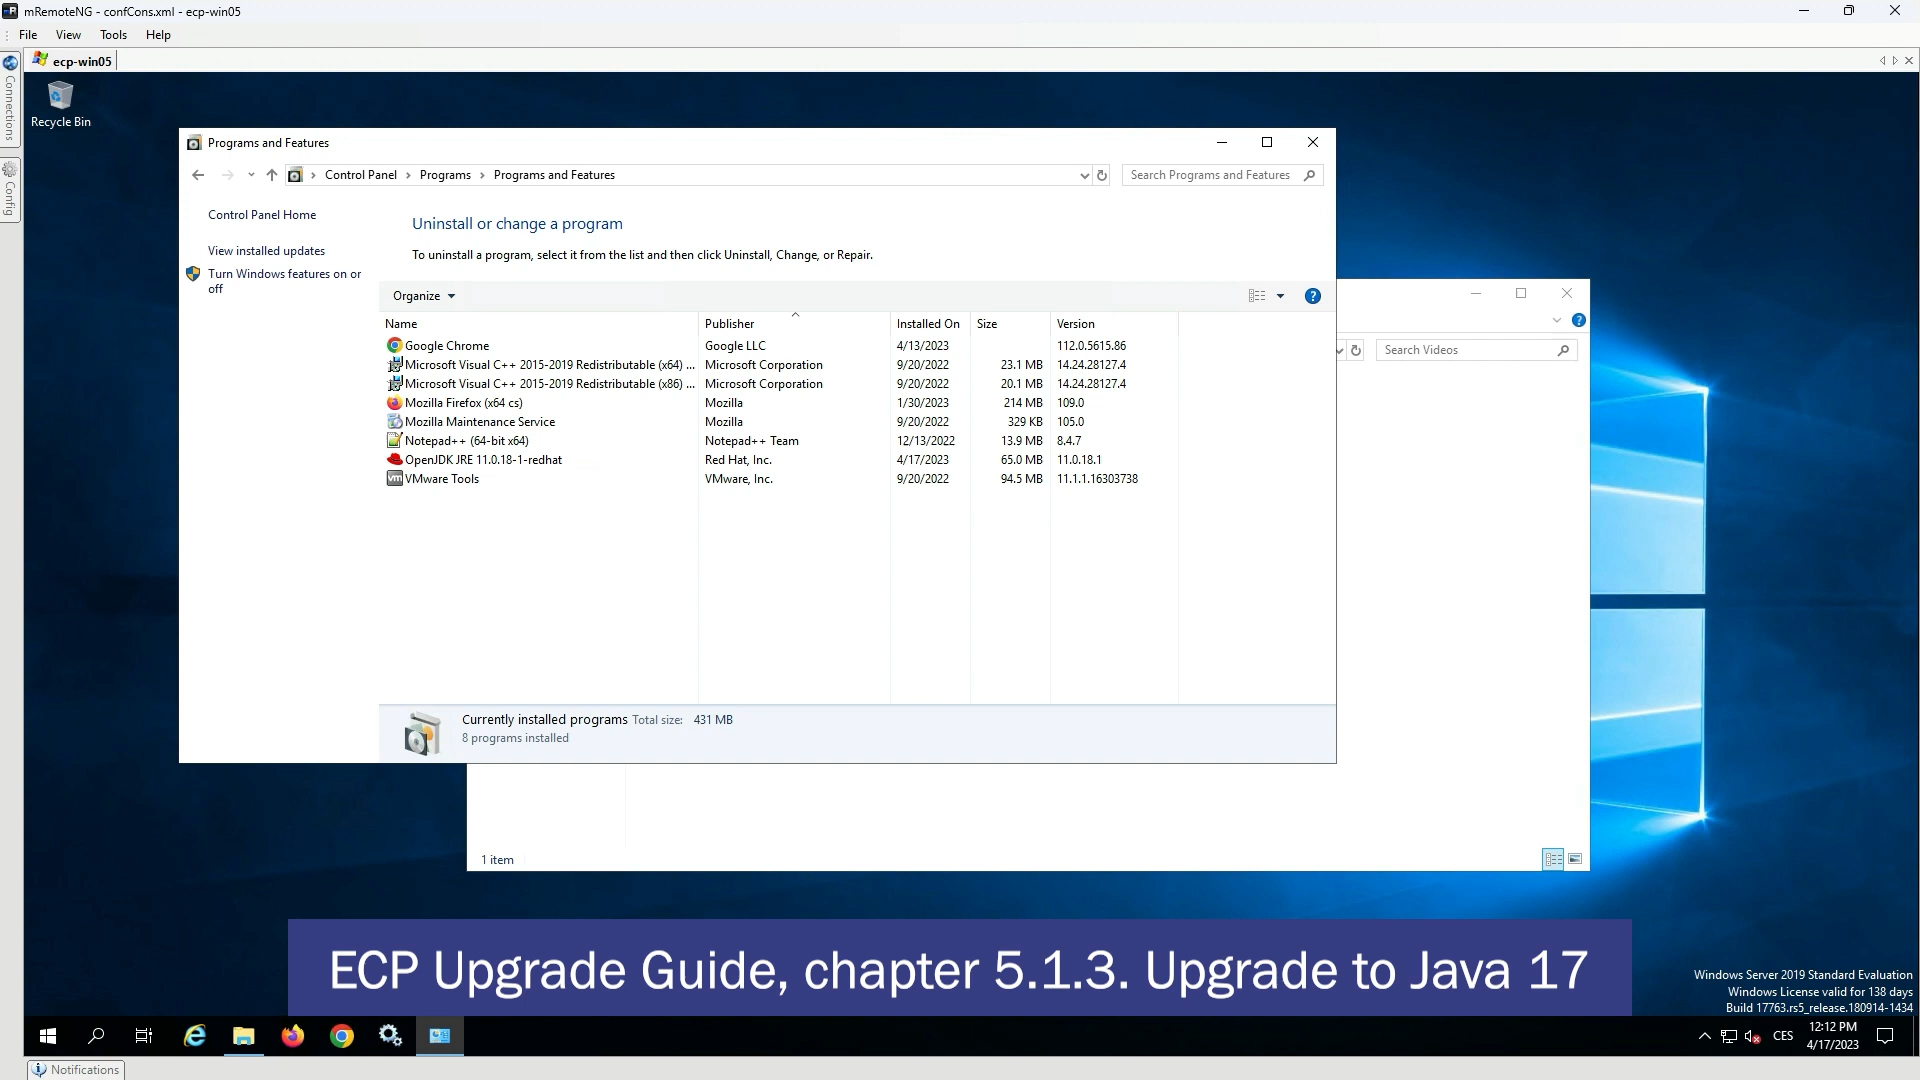 mRemoteNG - confCons.xml - ecp-win05
File View Tools Help
ecp-win05
Connections
Config
Recycle Bin
Programs and Features
Control Panel Programs Programs and Features
Search Programs and Features
Control Panel Home
View installed updates
Turn Windows features on or
off
Uninstall or change a program
To uninstall a program, select it from the list and then click Uninstall, Change, or Repair.
Organize
Name Publisher Installed On Size Version
Google Chrome Google LLC 4/13/2023 112.0.5615.86
Microsoft Visual C++ 2015-2019 Redistributable (x64) ... Microsoft Corporation 9/20/2022 23.1 MB 14.24.28127.4
Microsoft Visual C++ 2015-2019 Redistributable (x86) ... Microsoft Corporation 9/20/2022 20.1 MB 14.24.28127.4
Mozilla Firefox (x64 cs) Mozilla 1/30/2023 214 MB 109.0
Mozilla Maintenance Service Mozilla 9/20/2022 329 KB 105.0
Notepad++ (64-bit x64) Notepad++ Team 12/13/2022 13.9 MB 8.4.7
OpenJDK JRE 11.0.18-1-redhat Red Hat, Inc. 4/17/2023 65.0 MB 11.0.18.1
VMware Tools VMware, Inc. 9/20/2022 94.5 MB 11.1.1.16303738
Currently installed programs Total size: 431 MB
8 programs installed
Search Videos
1 item
ECP Upgrade Guide, chapter 5.1.3. Upgrade to Java 17
Windows Server 2019 Standard Evaluation
Windows License valid for 138 days
Build 17763.rs5_release.180914-1434
CES
12:12 PM
4/17/2023
Notifications